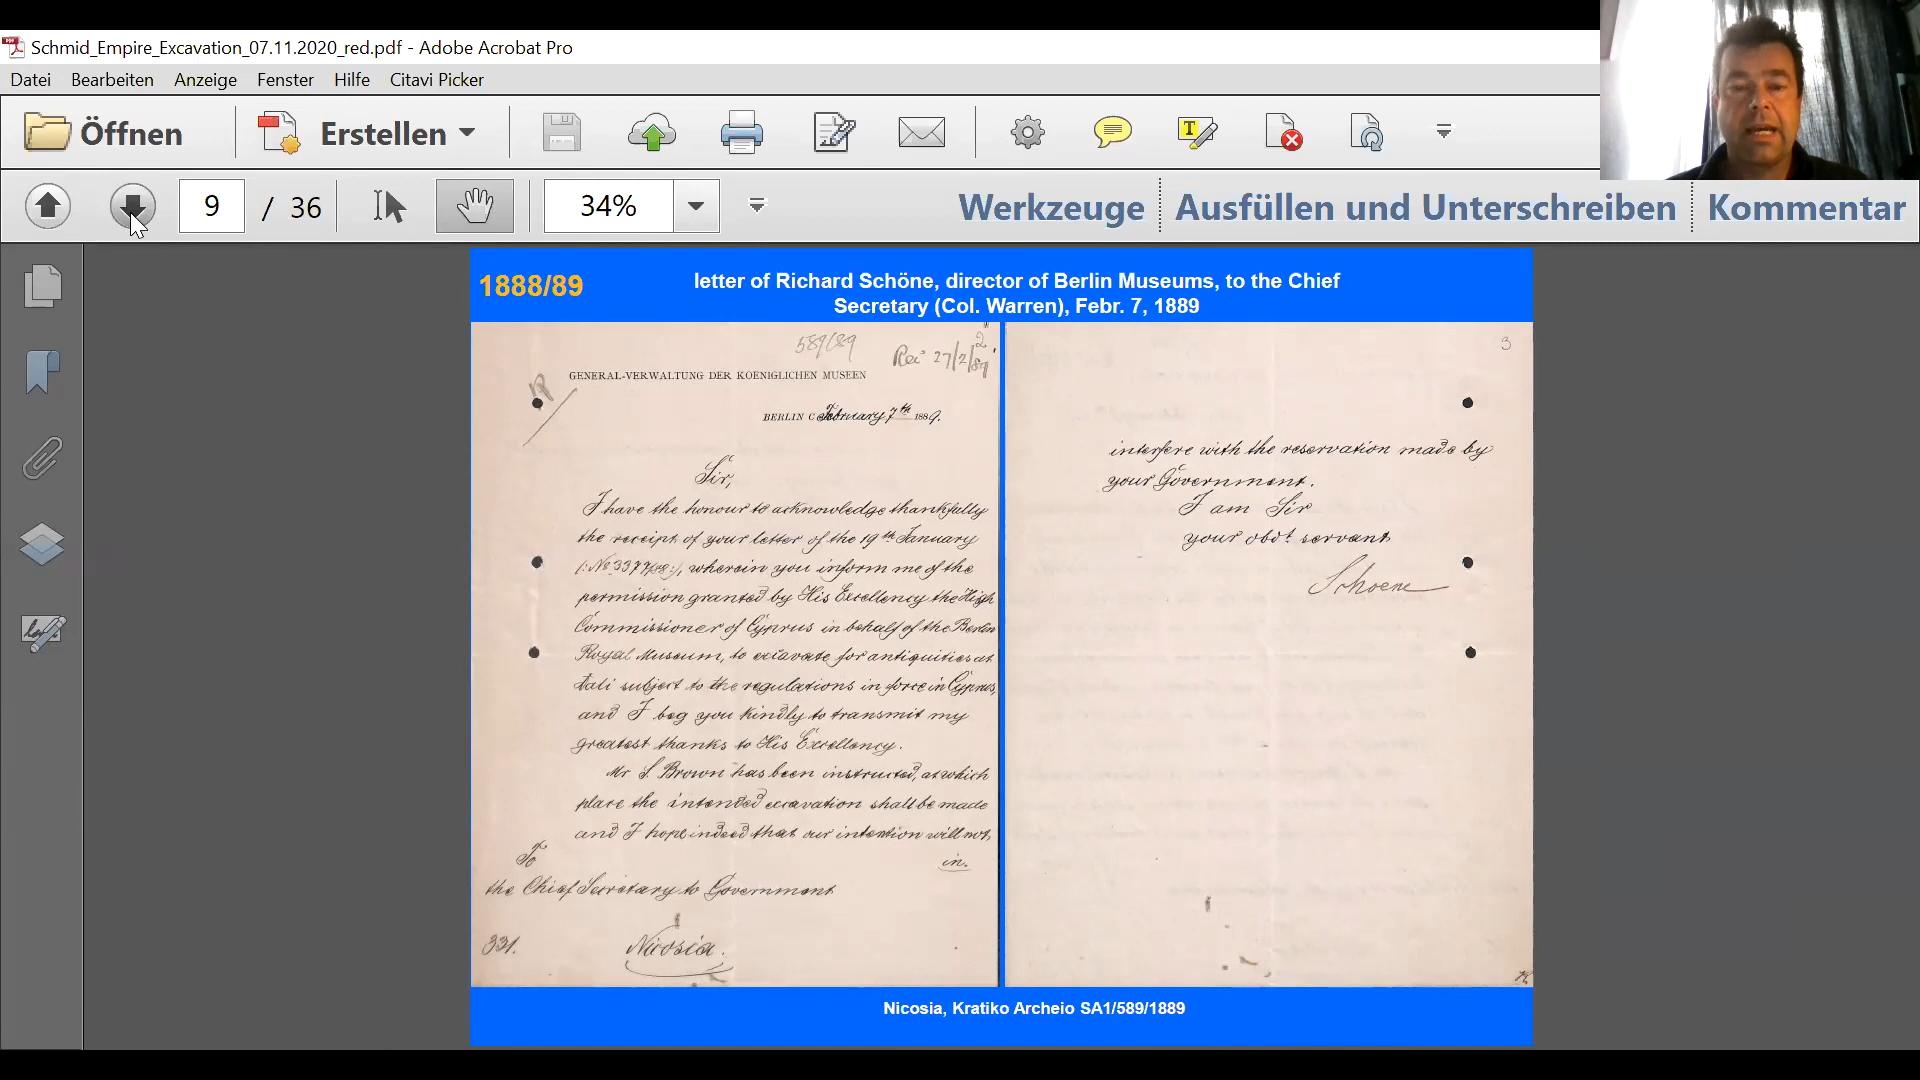 Schmid_Empire_Excavation_07.11.2020_red.pdf - Adobe Acrobat Pro
Datei Bearbeiten Anzeige Fenster Hilfe Citavi Picker
Öffnen Erstellen
9 / 36 34% Werkzeuge Ausfüllen und Unterschreiben Kommentar
1888/89
letter of Richard Schöne, director of Berlin Museums, to the Chief
Secretary (Col. Warren), Febr. 7, 1889
589/89
Rec 27/2/89
2
GENERAL-VERWALTUNG DER KOENIGLICHEN MUSEEN
BERLIN C February 7th 1889.
Sir,
I have the honour to acknowledge thankfully
the receipt of your letter of the 19th January
(:No 3377/88:), wherein you inform me of the
permission granted by His Excellency the High
Commissioner of Cyprus in behalf of the Berlin
Royal Museum, to excavate for antiquities at
Dali subject to the regulations in force in Cyprus,
and I beg you kindly to transmit my
greatest thanks to His Excellency.
Mr Brown has been instructed, at which
place the intended excavation shall be made
and I hope indeed that our intention will not
in.
To
the Chief Secretary to Government
331.
Nicosia.
3
interfere with the reservation made by
your Government.
I am Sir
your obdt servant
Schoene
Nicosia, Kratiko Archeio SA1/589/1889